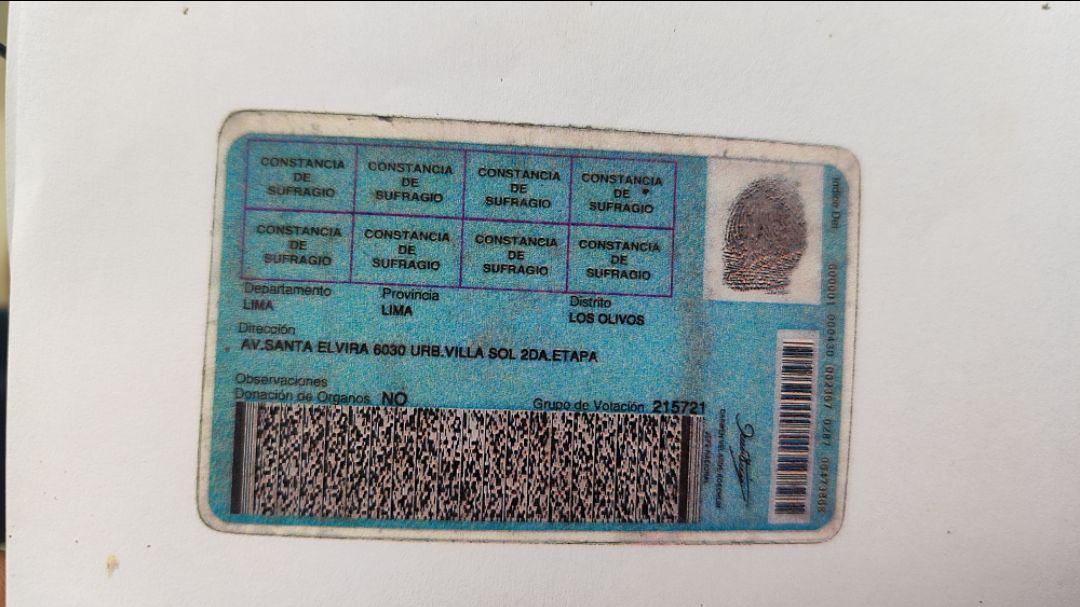 CONSTANCIA DE SUFRAGIO
CONSTANCIA DE SUFRAGIO
CONSTANCIA DE SUFRAGIO
CONSTANCIA DE SUFRAGIO
CONSTANCIA DE SUFRAGIO
CONSTANCIA DE SUFRAGIO
CONSTANCIA DE SUFRAGIO
CONSTANCIA DE SUFRAGIO
Departamento Provincia Distrito
LIMA LIMA LOS OLIVOS
Dirección
AV.SANTA ELVIRA 6030 URB.VILLA SOL 2DA.ETAPA
Observaciones
Donación de Organos NO Grupo de Votación 215721